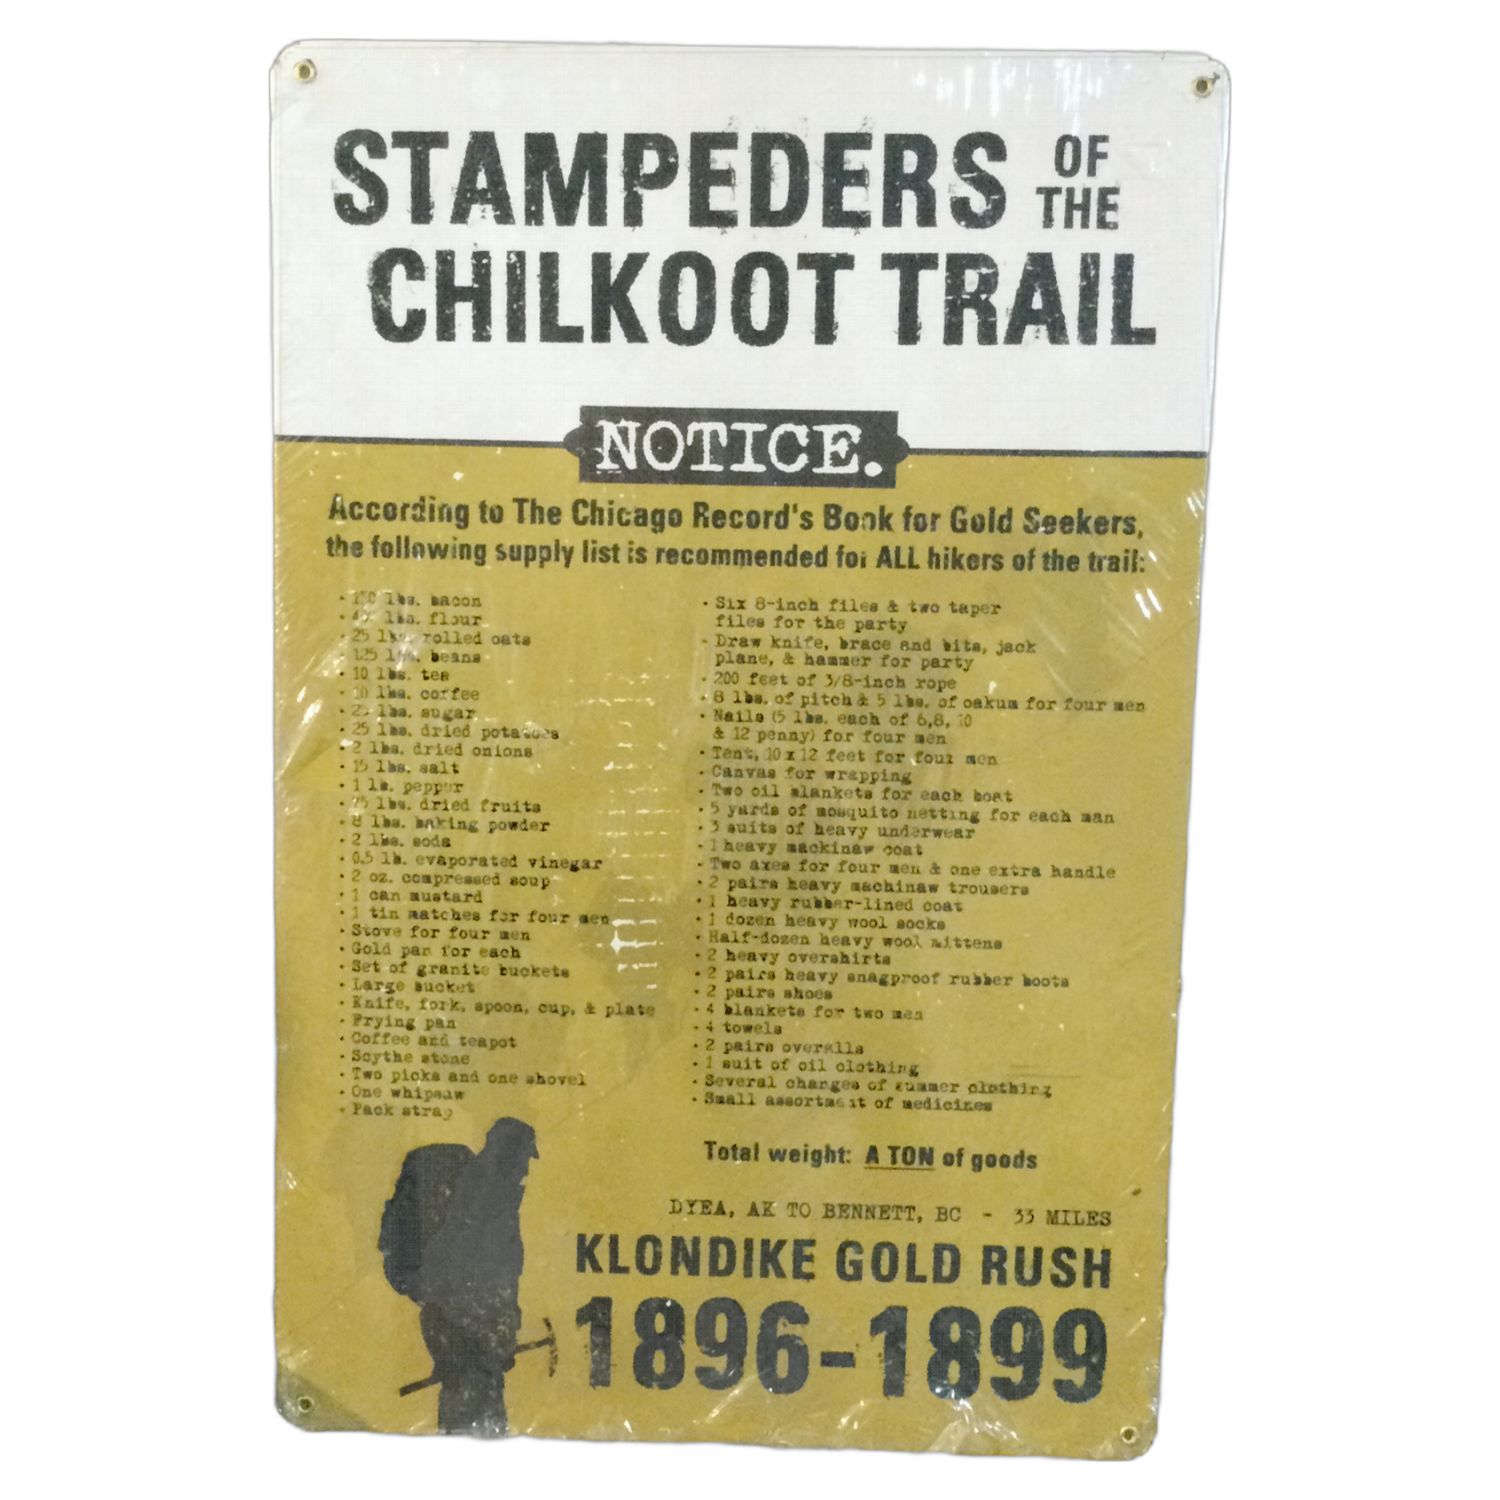 STAMPEDERS OF THE
CHILKOOT TRAIL
NOTICE.
According to The Chicago Record's Book for Gold Seekers,
the following supply list is recommended for ALL hikers of the trail:
· lbs. bacon
· lbs. flour
· 25 lbs. rolled oats
· 125 lbs. beans
· 10 lbs. tea
· 10 lbs. coffee
· 25 lbs. sugar
· 25 lbs. dried potatoes
· 2 lbs. dried onions
· 15 lbs. salt
· 1 lb. pepper
· 75 lbs. dried fruits
· 8 lbs. baking powder
· 2 lbs. soda
· 0.5 lb. evaporated vinegar
· 2 oz. compressed soup
· 1 can mustard
· 1 tin matches for four men
· Stove for four men
· Gold pan for each
· Set of granite buckets
· Large bucket
· Knife, fork, spoon, cup, & plate
· Frying pan
· Coffee and teapot
· Scythe stone
· Two picks and one shovel
· One whipsaw
· Pack strap
· Six 8-inch files & two taper
files for the party
· Draw knife, brace and bits, jack
plane, & hammer for party
· 200 feet of 3/8-inch rope
· 8 lbs. of pitch & 5 lbs. of oakum for four men
· Nails (5 lbs. each of 6,8, 10
& 12 penny) for four men
· Tent, 10 x 12 feet for four men
· Canvas for wrapping
· Two oil blankets for each boat
· 5 yards of mosquito netting for each man
· 3 suits of heavy underwear
· 1 heavy mackinaw coat
· Two axes for four men & one extra handle
· 2 pairs heavy machinaw trousers
· 1 heavy rubber-lined coat
· 1 dozen heavy wool socks
· Half-dozen heavy wool mittens
· 2 heavy overshirts
· 2 pairs heavy snagproof rubber boots
· 2 pairs shoes
· 4 blankets for two men
· 4 towels
· 2 pairs overalls
· 1 suit of oil clothing
· Several changes of summer clothing
· Small assortment of medicines
Total weight: A TON of goods
DYEA, AK TO BENNETT, BC - 33 MILES
KLONDIKE GOLD RUSH
1896-1899